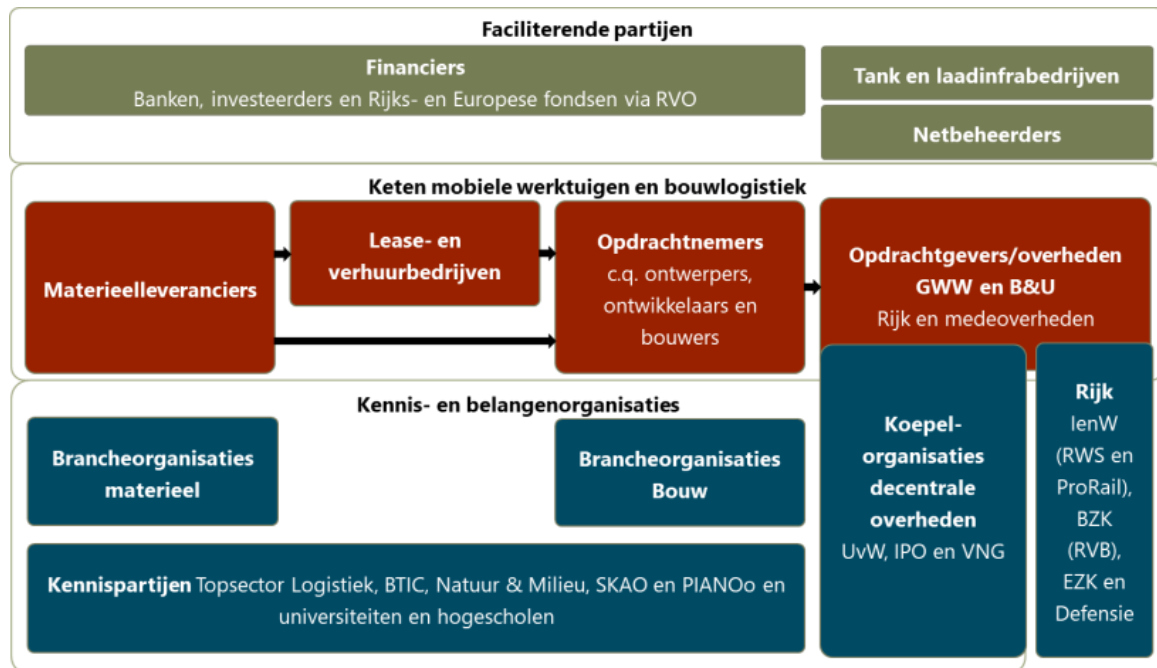 Faciliterende partijen
Financiers
Banken, investeerders en Rijks- en Europese fondsen via RVO
Tank en laadinfrabedrijven
Netbeheerders
Keten mobiele werktuigen en bouwlogistiek
Materieelleveranciers
Lease- en
verhuurbedrijven
Opdrachtnemers
c.q. ontwerpers,
ontwikkelaars en
bouwers
Opdrachtgevers/overheden
GWW en B&U
Rijk en medeoverheden
Kennis- en belangenorganisaties
Brancheorganisaties
materieel
Brancheorganisaties
Bouw
Kennispartijen Topsector Logistiek, BTIC, Natuur & Milieu, SKAO en PIANOo en
universiteiten en hogescholen
Koepel-
organisaties
decentrale
overheden
UvW, IPO en VNG
Rijk
IenW
(RWS en
ProRail),
BZK
(RVB),
EZK en
Defensie